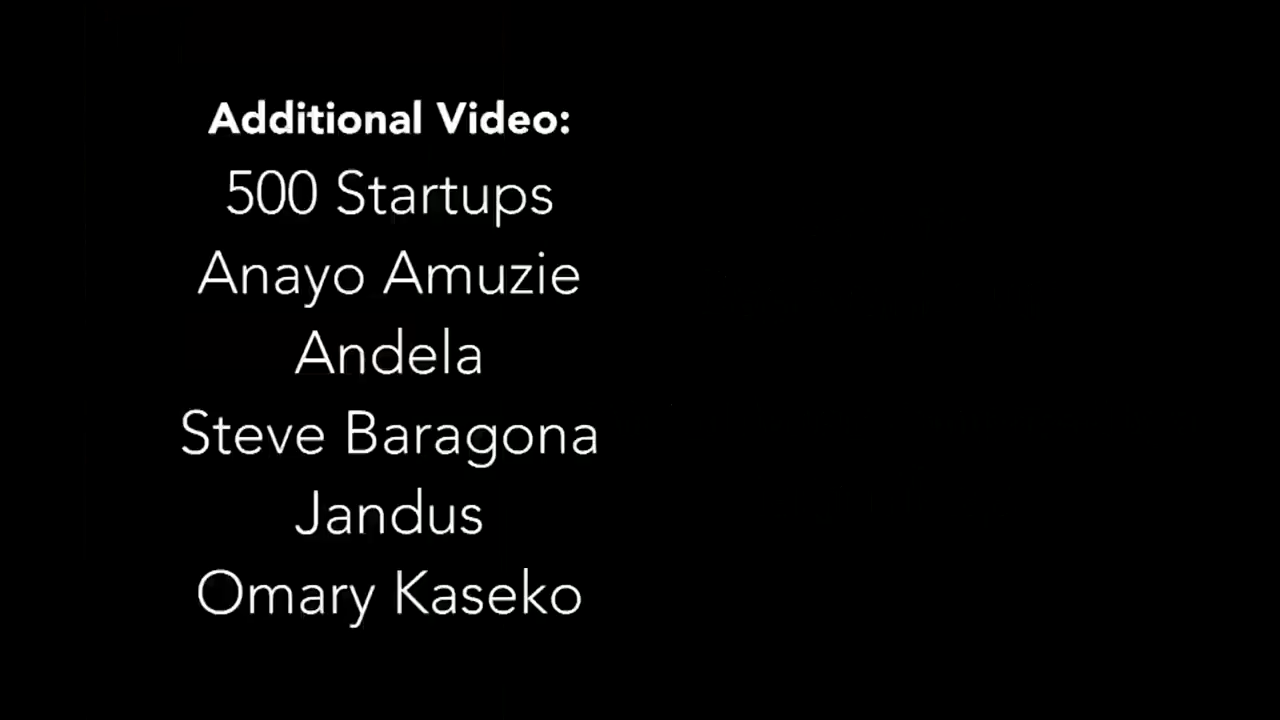 Additional Video:
500 Startups
Anayo Amuzie
Andela
Steve Baragona
Jandus
Omary Kaseko